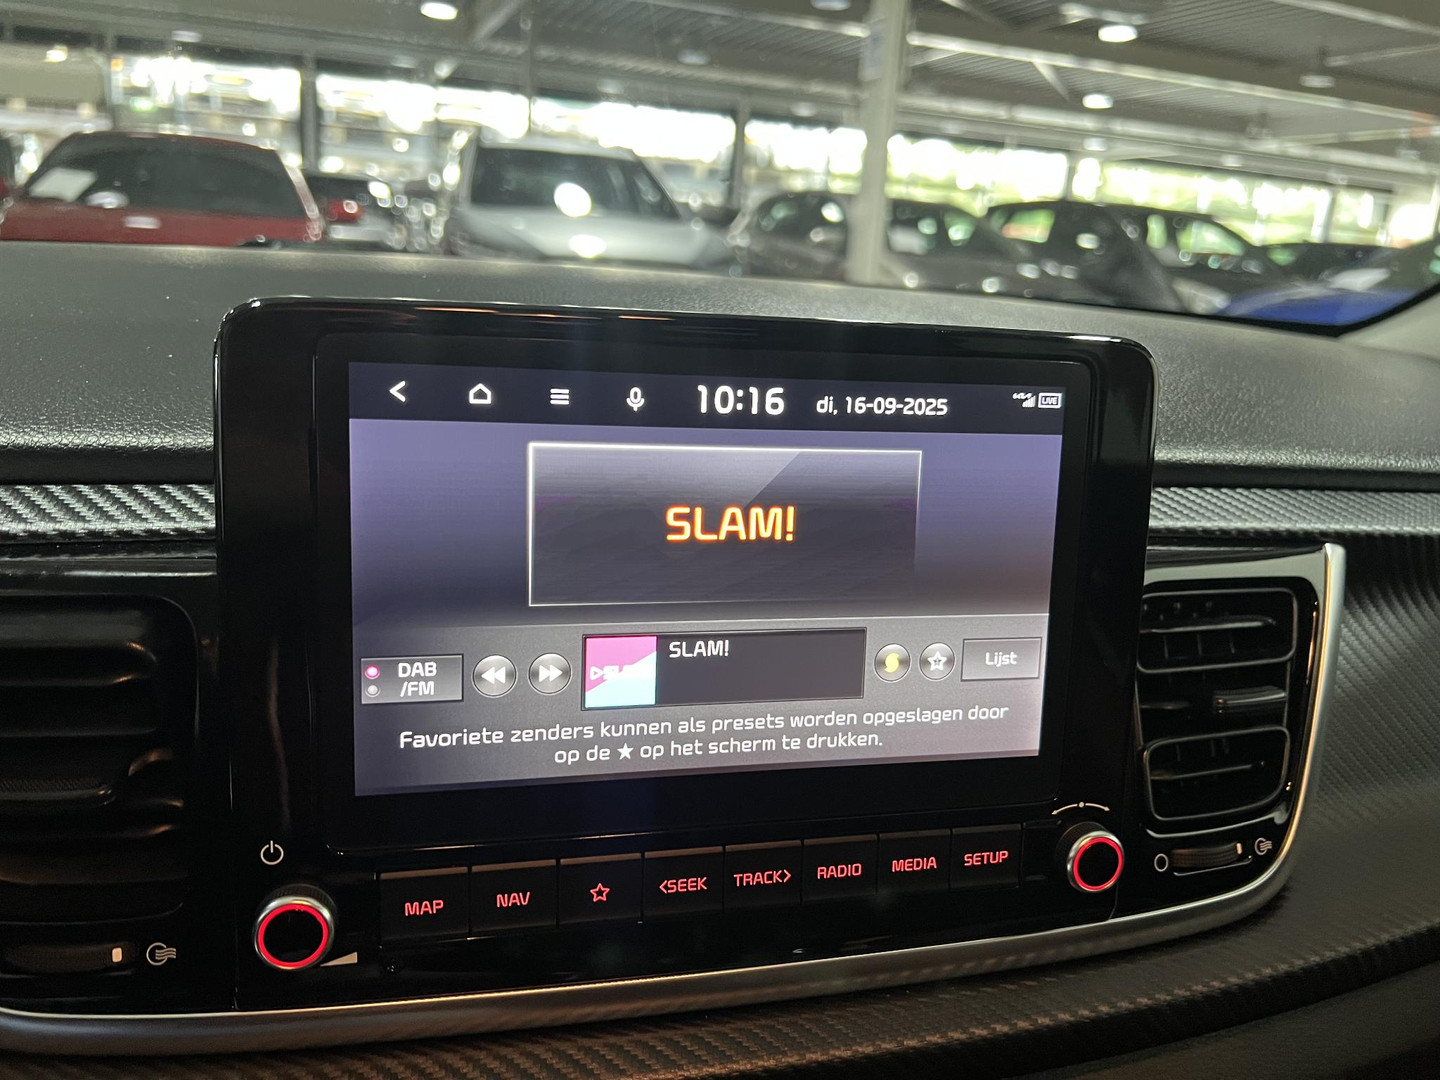 10:16 di, 16-09-2025 LIVE
SLAM!
DAB
/FM
SLAM!
Lijst
Favoriete zenders kunnen als presets worden opgeslagen door
op de ★ op het scherm te drukken.
MAP NAV <SEEK TRACK> RADIO MEDIA SETUP